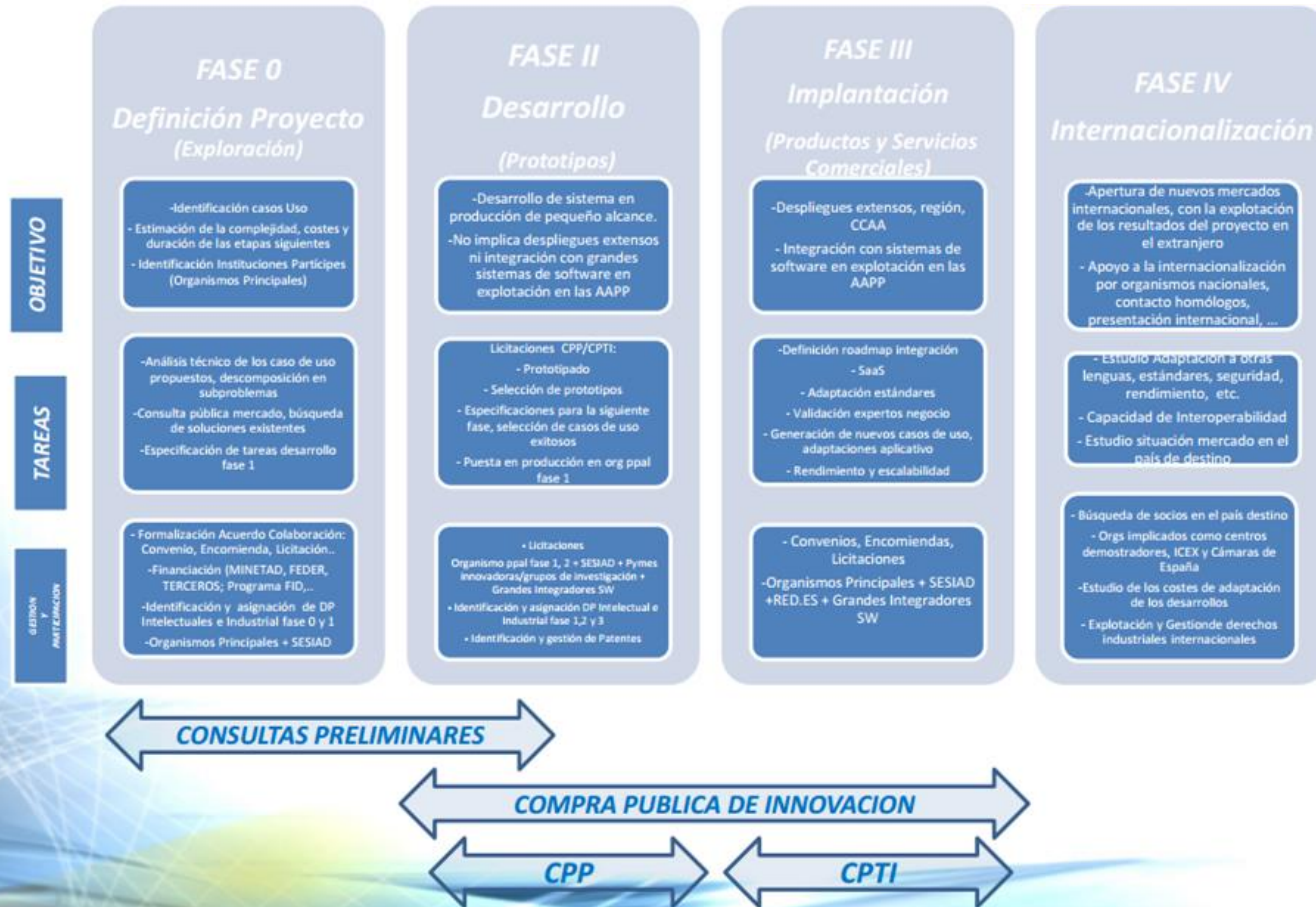 FASE 0
Definición Proyecto
(Exploración)
FASE II
Desarrollo
(Prototipos)
FASE III
Implantación
(Productos y Servicios
Comerciales)
FASE IV
Internacionalización
OBJETIVO
-Identificación casos Uso
- Estimación de la complejidad, costes y
duración de las etapas siguientes
- Identificación Instituciones Partícipes
(Organismos Principales)
-Desarrollo de sistema en
producción de pequeño alcance.
-No implica despliegues extensos
ni integración con grandes
sistemas de software en
explotación en las AAPP
-Despliegues extensos, región,
CCAA
- Integración con sistemas de
software en explotación en las
AAPP
-Apertura de nuevos mercados
internacionales, con la explotación
de los resultados del proyecto en
el extranjero
- Apoyo a la internacionalización
por organismos nacionales,
contacto homólogos,
presentación internacional, ...
TAREAS
-Análisis técnico de los caso de uso
propuestos, descomposición en
subproblemas
-Consulta pública mercado, búsqueda
de soluciones existentes
-Especificación de tareas desarrollo
fase 1
Licitaciones CPP/CPTI:
- Prototipado
- Selección de prototipos
- Especificaciones para la siguiente
fase, selección de casos de uso
exitosos
- Puesta en producción en org ppal
fase 1
-Definición roadmap integración
- SaaS
- Adaptación estándares
- Validación expertos negocio
- Generación de nuevos casos de uso,
adaptaciones aplicativo
- Rendimiento y escalabilidad
- Estudio Adaptación a otras
lenguas, estándares, seguridad,
rendimiento, etc.
- Capacidad de Interoperabilidad
- Estudio situación mercado en el
país de destino
GESTION
Y
PARTICIPACION
- Formalización Acuerdo Colaboración:
Convenio, Encomienda, Licitación..
- Financiación (MINETAD, FEDER,
TERCEROS; Programa FID,..
-Identificación y asignación de DP
Intelectuales e Industrial fase 0 y 1
-Organismos Principales + SESIAD
• Licitaciones
Organismo ppal fase 1, 2 + SESIAD + Pymes
innovadoras/grupos de investigación +
Grandes Integradores SW
• Identificación y asignación DP Intelectual e
Industrial fase 1,2 y 3
• Identificación y gestión de Patentes
- Convenios, Encomiendas,
Licitaciones
-Organismos Principales + SESIAD
+RED.ES + Grandes Integradores
SW
- Búsqueda de socios en el país destino
- Orgs implicados como centros
demostradores, ICEX y Cámaras de
España
-Estudio de los costes de adaptación
de los desarrollos
- Explotación y Gestionde derechos
industriales internacionales
CONSULTAS PRELIMINARES
COMPRA PUBLICA DE INNOVACION
CPP
CPTI